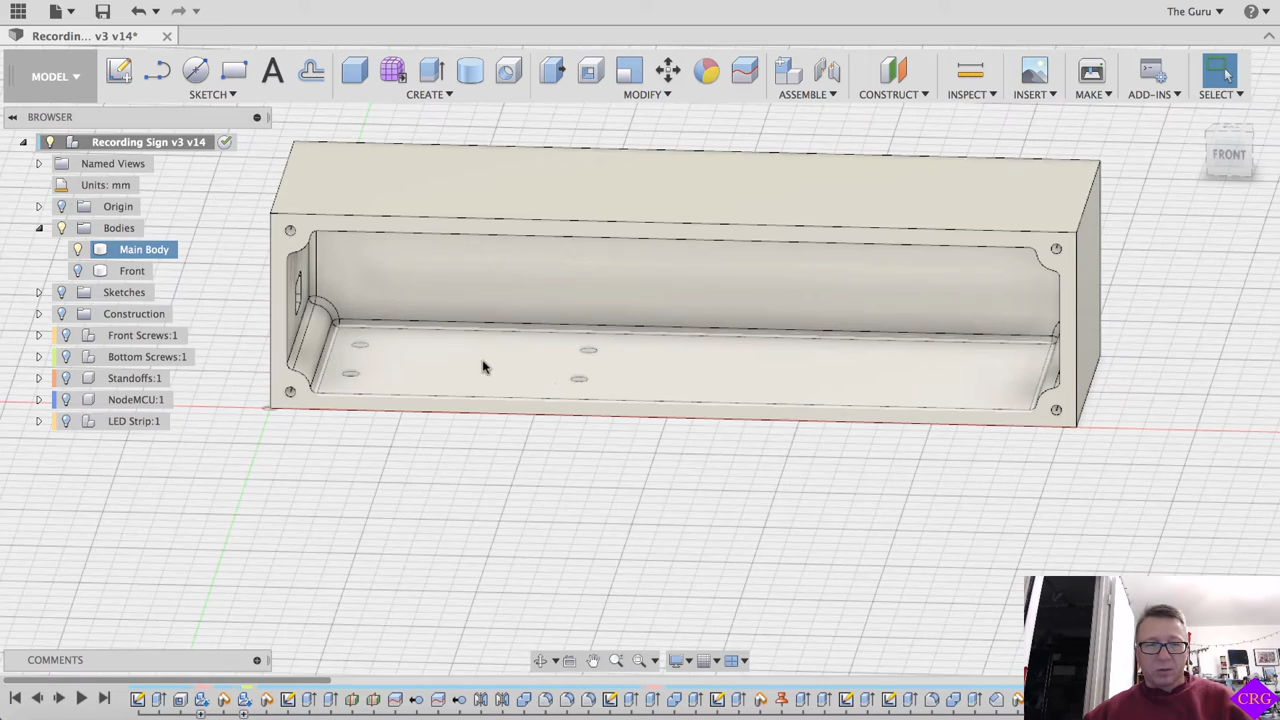 The Guru
Recordin... v3 v14*
MODEL
SKETCH
CREATE
MODIFY
ASSEMBLE
CONSTRUCT
INSPECT
INSERT
MAKE
ADD-INS
SELECT
BROWSER
Recording Sign v3 v14
Named Views
Units: mm
Origin
Bodies
Main Body
Front
Sketches
Construction
Front Screws:1
Bottom Screws:1
Standoffs:1
NodeMCU:1
LED Strip:1
FRONT
COMMENTS
CRG